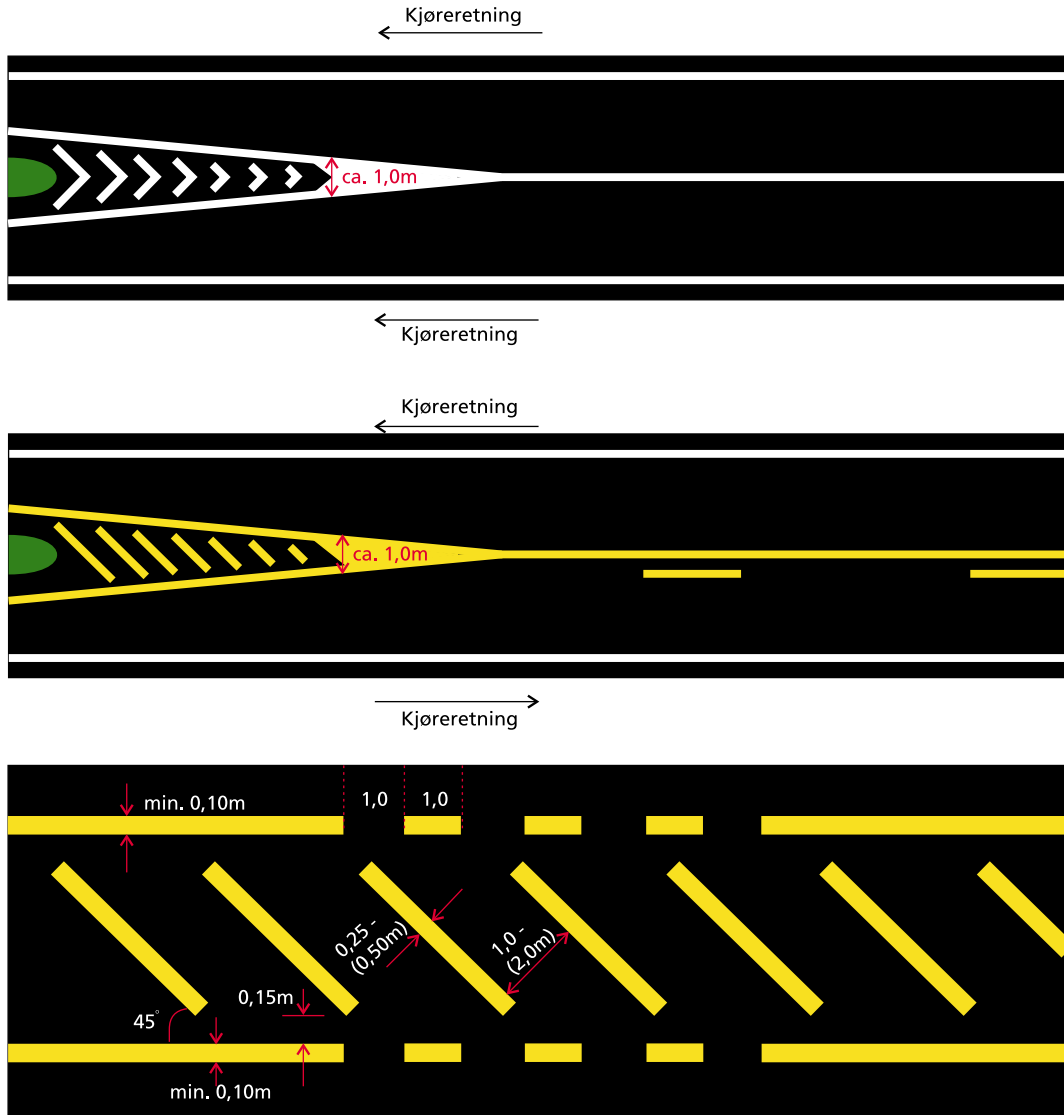 Kjøreretning
ca. 1,0m
Kjøreretning
Kjøreretning
ca. 1,0m
Kjøreretning
min. 0,10m
1,0
1,0
0,25 -
(0,50m)
1,0 -
(2,0m)
0,15m
45°
min. 0,10m